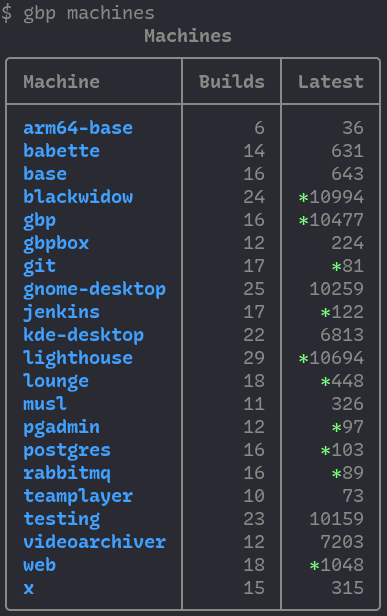 $ gbp machines
Machines
Machine Builds Latest
arm64-base 6 36
babette 14 631
base 16 643
blackwidow 24 *10994
gbp 16 *10477
gbpbox 12 224
git 17 *81
gnome-desktop 25 10259
jenkins 17 *122
kde-desktop 22 6813
lighthouse 29 *10694
lounge 18 *448
musl 11 326
pgadmin 12 *97
postgres 16 *103
rabbitmq 16 *89
teamplayer 10 73
testing 23 10159
videoarchiver 12 7203
web 18 *1048
x 15 315